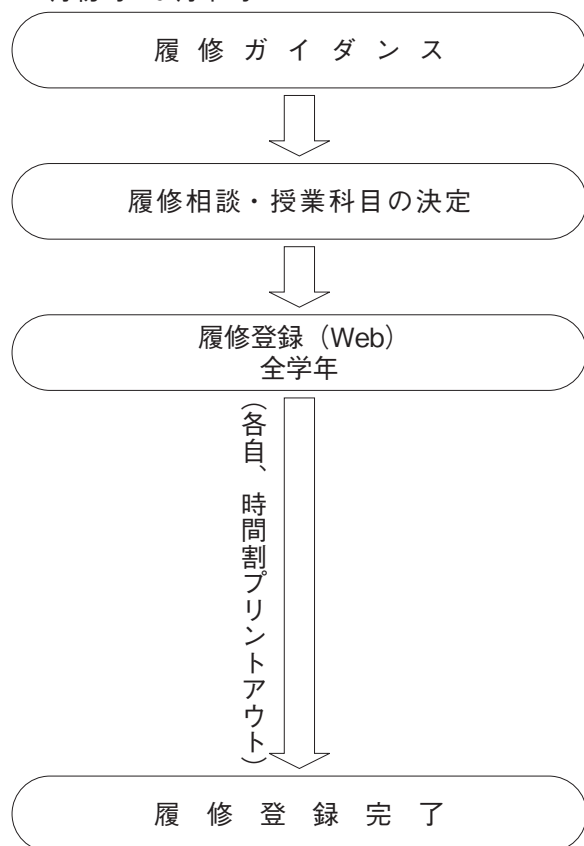 履修ガイダンス
履修相談・授業科目の決定
履修登録（Web）
全学年
（各自、時間割プリントアウト）
履修登録完了